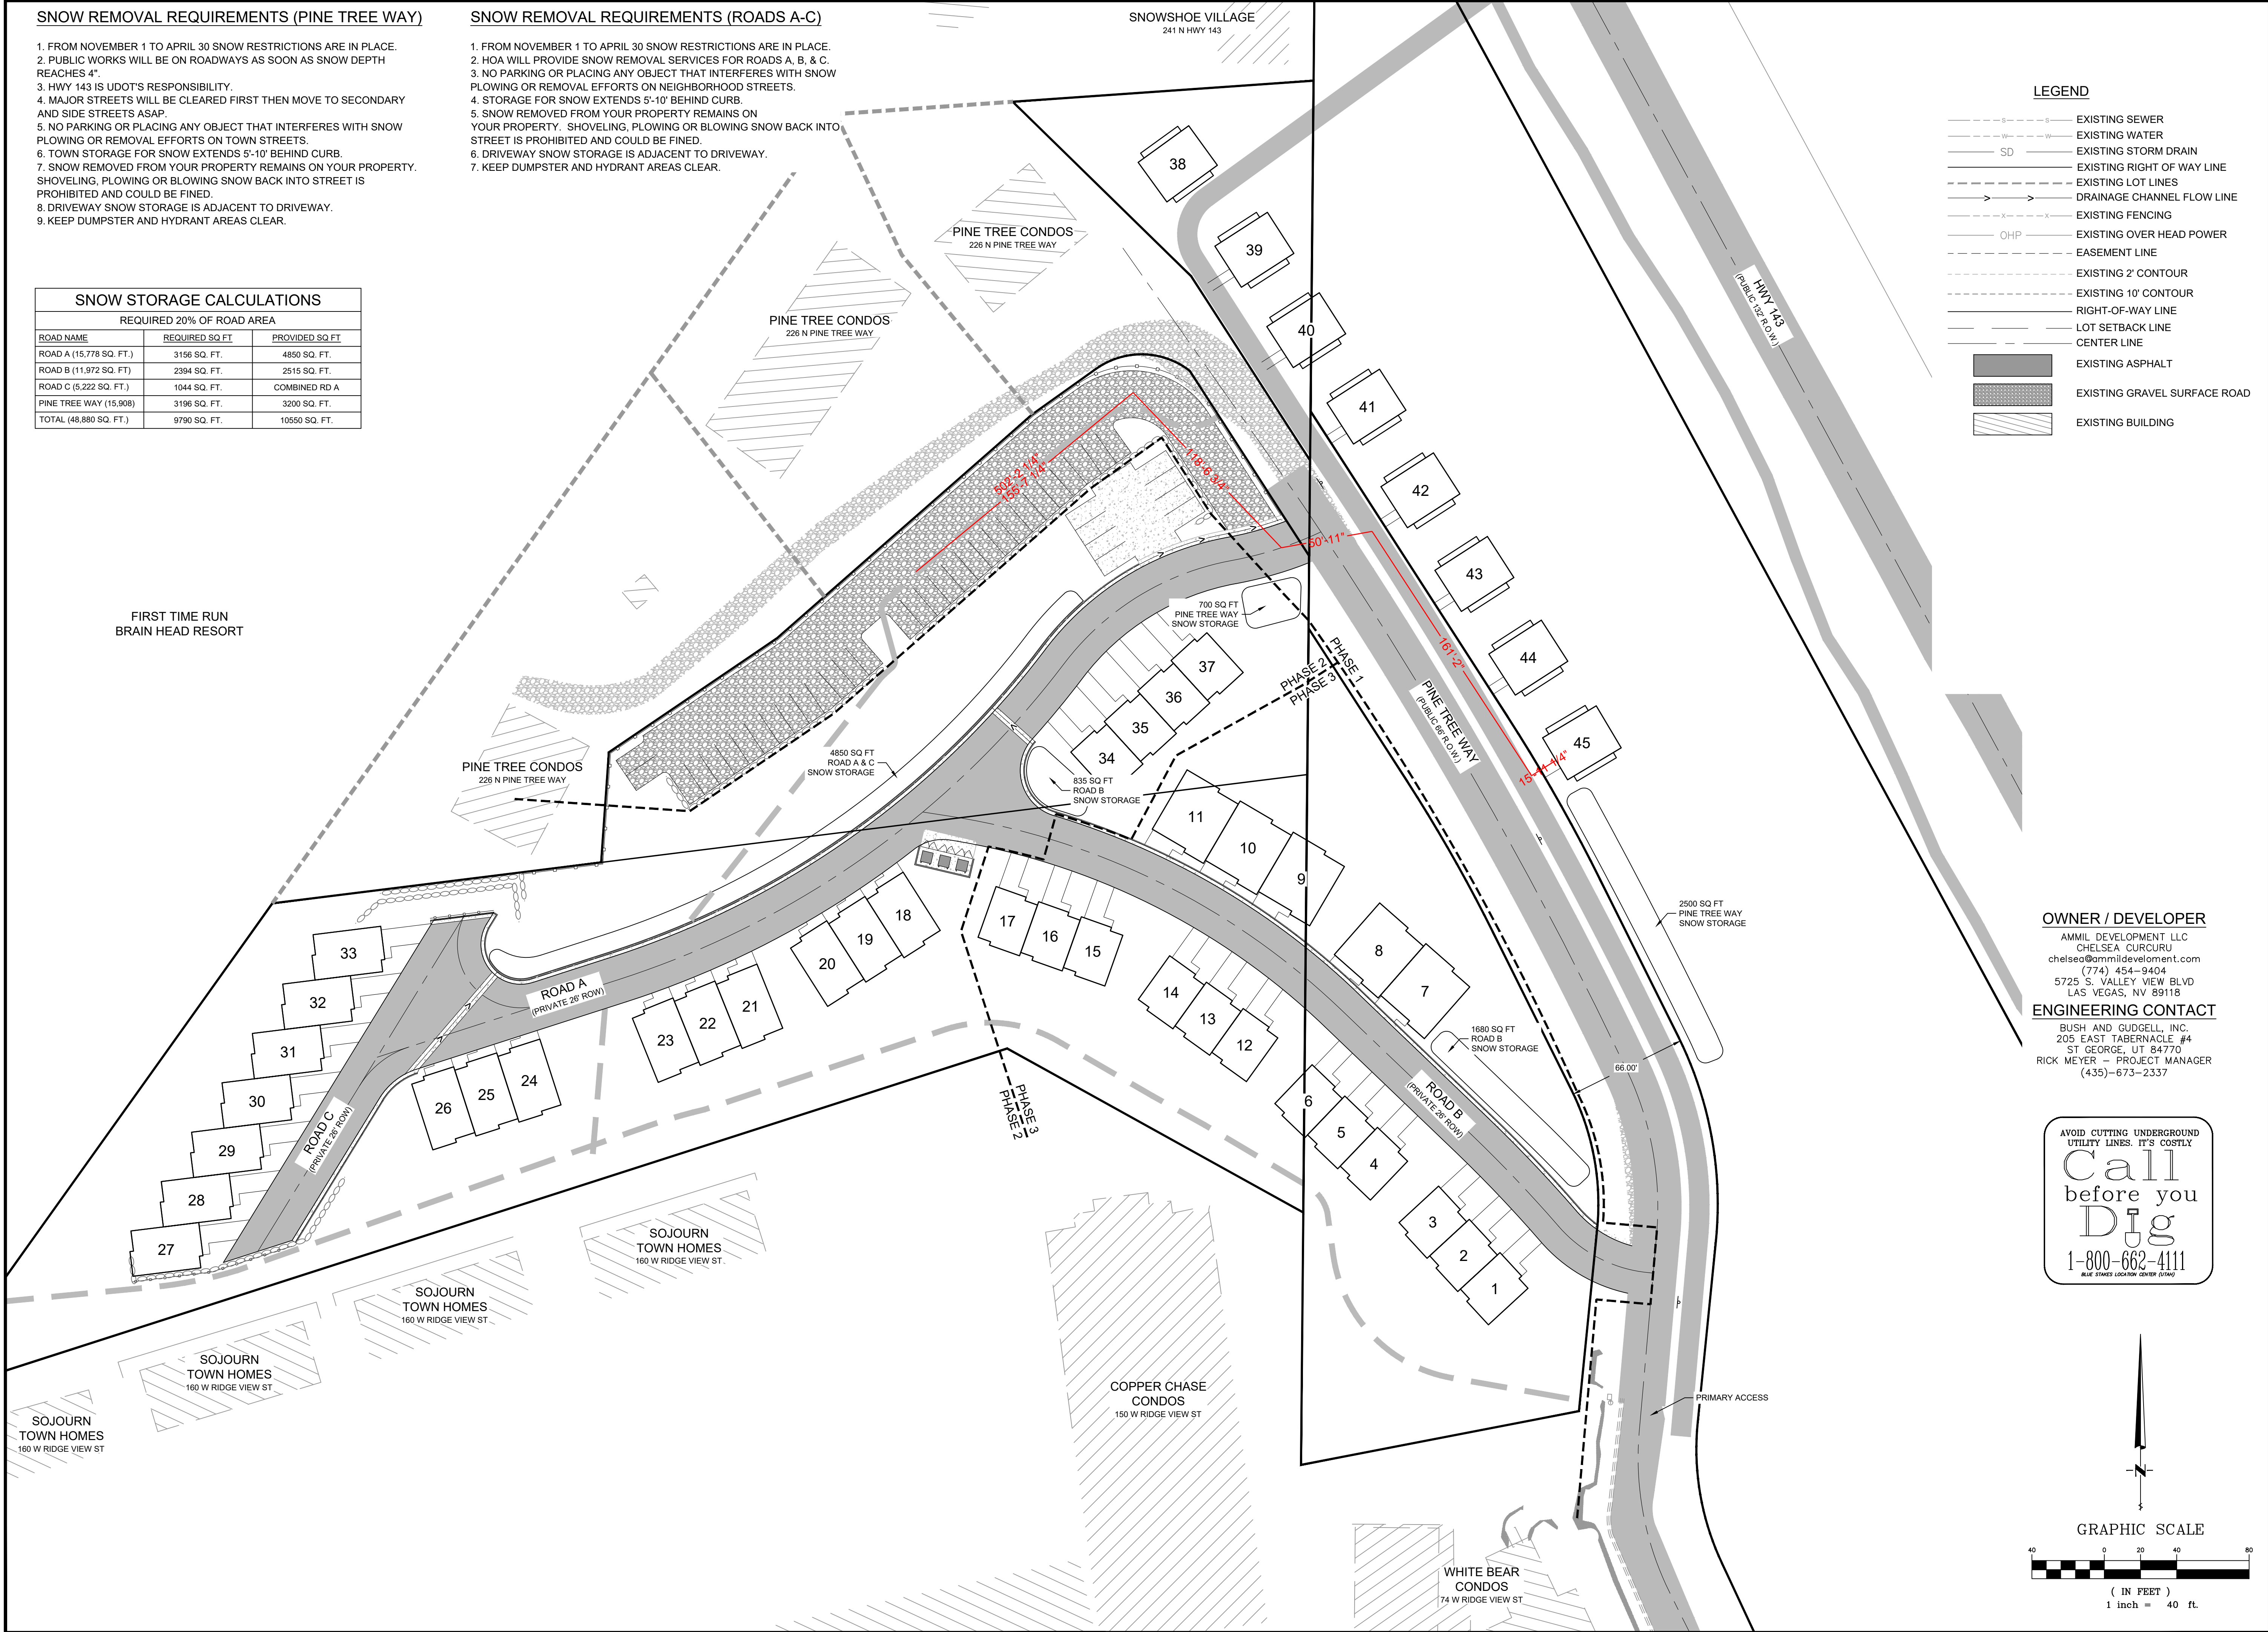 SNOW REMOVAL REQUIREMENTS (PINE TREE WAY)
1. FROM NOVEMBER 1 TO APRIL 30 SNOW RESTRICTIONS ARE IN PLACE.
2. PUBLIC WORKS WILL BE ON ROADWAYS AS SOON AS SNOW DEPTH
REACHES 4".
3. HWY 143 IS UDOT'S RESPONSIBILITY.
4. MAJOR STREETS WILL BE CLEARED FIRST THEN MOVE TO SECONDARY
AND SIDE STREETS ASAP.
5. NO PARKING OR PLACING ANY OBJECT THAT INTERFERES WITH SNOW
PLOWING OR REMOVAL EFFORTS ON TOWN STREETS.
6. TOWN STORAGE FOR SNOW EXTENDS 5'-10' BEHIND CURB.
7. SNOW REMOVED FROM YOUR PROPERTY REMAINS ON YOUR PROPERTY.
SHOVELING, PLOWING OR BLOWING SNOW BACK INTO STREET IS
PROHIBITED AND COULD BE FINED.
8. DRIVEWAY SNOW STORAGE IS ADJACENT TO DRIVEWAY.
9. KEEP DUMPSTER AND HYDRANT AREAS CLEAR.
SNOW REMOVAL REQUIREMENTS (ROADS A-C)
1. FROM NOVEMBER 1 TO APRIL 30 SNOW RESTRICTIONS ARE IN PLACE.
2. HOA WILL PROVIDE SNOW REMOVAL SERVICES FOR ROADS A, B, & C.
3. NO PARKING OR PLACING ANY OBJECT THAT INTERFERES WITH SNOW
PLOWING OR REMOVAL EFFORTS ON NEIGHBORHOOD STREETS.
4. STORAGE FOR SNOW EXTENDS 5'-10' BEHIND CURB.
5. SNOW REMOVED FROM YOUR PROPERTY REMAINS ON
YOUR PROPERTY. SHOVELING, PLOWING OR BLOWING SNOW BACK INTO
STREET IS PROHIBITED AND COULD BE FINED.
6. DRIVEWAY SNOW STORAGE IS ADJACENT TO DRIVEWAY.
7. KEEP DUMPSTER AND HYDRANT AREAS CLEAR.
SNOW STORAGE CALCULATIONS
REQUIRED 20% OF ROAD AREA
ROAD NAME REQUIRED SQ FT PROVIDED SQ FT
ROAD A (15,778 SQ. FT.) 3156 SQ. FT. 4850 SQ. FT.
ROAD B (11,972 SQ. FT) 2394 SQ. FT. 2515 SQ. FT.
ROAD C (5,222 SQ. FT.) 1044 SQ. FT. COMBINED RD A
PINE TREE WAY (15,908) 3196 SQ. FT. 3200 SQ. FT.
TOTAL (48,880 SQ. FT.) 9790 SQ. FT. 10550 SQ. FT.
SNOWSHOE VILLAGE
241 N HWY 143
LEGEND
S S EXISTING SEWER
W W EXISTING WATER
SD EXISTING STORM DRAIN
EXISTING RIGHT OF WAY LINE
EXISTING LOT LINES
> > DRAINAGE CHANNEL FLOW LINE
X X EXISTING FENCING
OHP EXISTING OVER HEAD POWER
EASEMENT LINE
EXISTING 2' CONTOUR
EXISTING 10' CONTOUR
RIGHT-OF-WAY LINE
LOT SETBACK LINE
CENTER LINE
EXISTING ASPHALT
EXISTING GRAVEL SURFACE ROAD
EXISTING BUILDING
HWY 143
(PUBLIC 132' R.O.W.)
PINE TREE CONDOS
226 N PINE TREE WAY
PINE TREE CONDOS
226 N PINE TREE WAY
PINE TREE CONDOS
226 N PINE TREE WAY
FIRST TIME RUN
BRAIN HEAD RESORT
38
39
40
41
42
43
44
45
502'-2 1/4"
155'-7 1/4"
118'-6 3/4"
50'-11"
161'-2"
15'-11 1/4"
700 SQ FT
PINE TREE WAY
SNOW STORAGE
37
36
35
34
PHASE 2
PHASE 3
PHASE 1
PINE TREE WAY
(PUBLIC 66' R.O.W.)
4850 SQ FT
ROAD A & C
SNOW STORAGE
835 SQ FT
ROAD B
SNOW STORAGE
11
10
9
8
7
17
16
15
14
13
12
18
19
20
21
22
23
24
25
26
33
32
31
30
29
28
27
ROAD A
(PRIVATE 26' ROW)
ROAD C
(PRIVATE 26' ROW)
ROAD B
(PRIVATE 26' ROW)
PHASE 3
PHASE 2
1680 SQ FT
ROAD B
SNOW STORAGE
2500 SQ FT
PINE TREE WAY
SNOW STORAGE
66.00'
6
5
4
3
2
1
PRIMARY ACCESS
SOJOURN
TOWN HOMES
160 W RIDGE VIEW ST.
SOJOURN
TOWN HOMES
160 W RIDGE VIEW ST
SOJOURN
TOWN HOMES
160 W RIDGE VIEW ST
SOJOURN
TOWN HOMES
160 W RIDGE VIEW ST
COPPER CHASE
CONDOS
150 W RIDGE VIEW ST
WHITE BEAR
CONDOS
74 W RIDGE VIEW ST
OWNER / DEVELOPER
AMMIL DEVELOPMENT LLC
CHELSEA CURCURU
chelsea@ammildeveloment.com
(774) 454-9404
5725 S. VALLEY VIEW BLVD
LAS VEGAS, NV 89118
ENGINEERING CONTACT
BUSH AND GUDGELL, INC.
205 EAST TABERNACLE #4
ST GEORGE, UT 84770
RICK MEYER - PROJECT MANAGER
(435)-673-2337
AVOID CUTTING UNDERGROUND
UTILITY LINES. IT'S COSTLY
Call
before you
Dig
1-800-662-4111
BLUE STAKES LOCATION CENTER (UTAH)
N
GRAPHIC SCALE
40 0 20 40 80
( IN FEET )
1 inch = 40 ft.